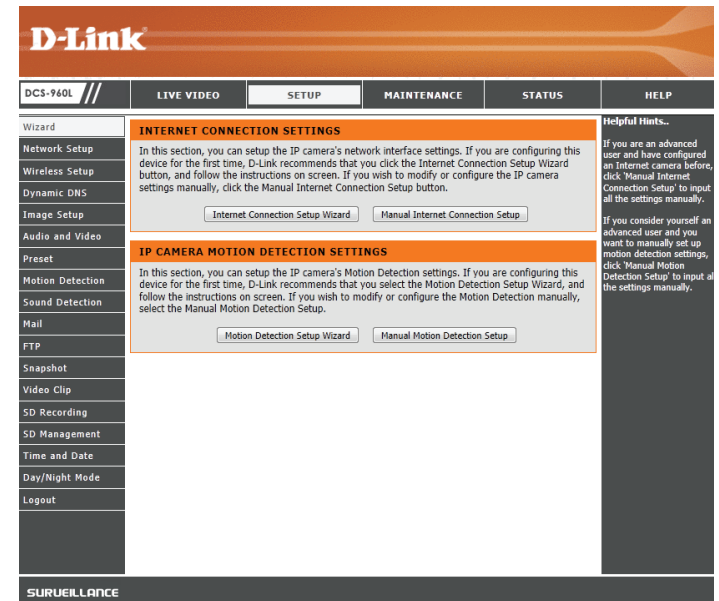 D-Link
DCS-960L
LIVE VIDEO
SETUP
MAINTENANCE
STATUS
HELP
Wizard
Network Setup
Wireless Setup
Dynamic DNS
Image Setup
Audio and Video
Preset
Motion Detection
Sound Detection
Mail
FTP
Snapshot
Video Clip
SD Recording
SD Management
Time and Date
Day/Night Mode
Logout
INTERNET CONNECTION SETTINGS
In this section, you can setup the IP camera's network interface settings. If you are configuring this
device for the first time, D-Link recommends that you click the Internet Connection Setup Wizard
button, and follow the instructions on screen. If you wish to modify or configure the IP camera
settings manually, click the Manual Internet Connection Setup button.
Internet Connection Setup Wizard
Manual Internet Connection Setup
IP CAMERA MOTION DETECTION SETTINGS
In this section, you can setup the IP camera's Motion Detection settings. If you are configuring this
device for the first time, D-Link recommends that you select the Motion Detection Setup Wizard, and
follow the instructions on screen. If you wish to modify or configure the Motion Detection manually,
select the Manual Motion Detection Setup.
Motion Detection Setup Wizard
Manual Motion Detection Setup
Helpful Hints..
If you are an advanced
user and have configured
an Internet camera before,
click 'Manual Internet
Connection Setup' to input
all the settings manually.
If you consider yourself an
advanced user and you
want to manually set up
motion detection settings,
click 'Manual Motion
Detection Setup' to input al
the settings manually.
SURVEILLANCE